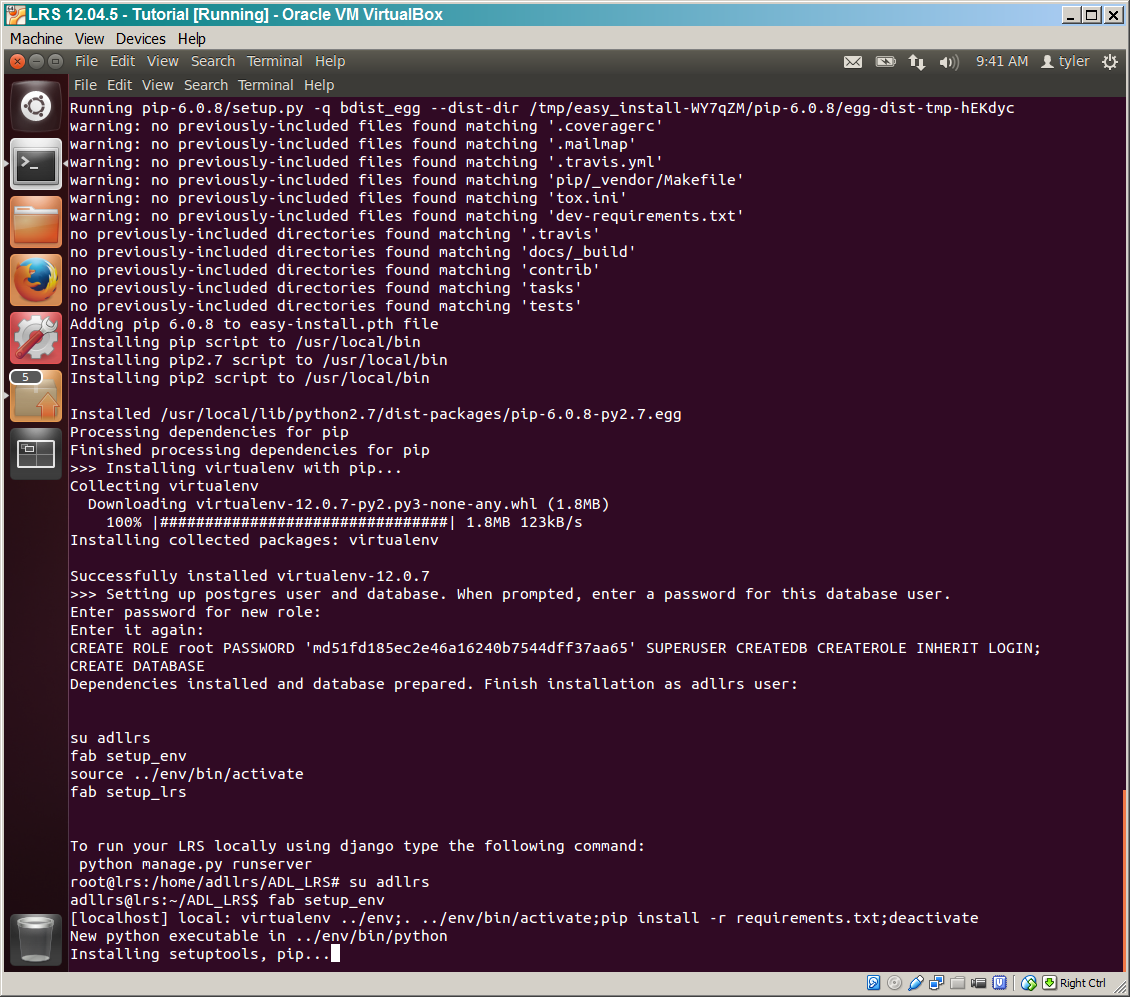 LRS 12.04.5 - Tutorial [Running] - Oracle VM VirtualBox
Machine View Devices Help
File Edit View Search Terminal Help 9:41 AM tyler
File Edit View Search Terminal Help
Running pip-6.0.8/setup.py -q bdist_egg --dist-dir /tmp/easy_install-WY7qZM/pip-6.0.8/egg-dist-tmp-hEKdyc
warning: no previously-included files found matching '.coveragerc'
warning: no previously-included files found matching '.mailmap'
warning: no previously-included files found matching '.travis.yml'
warning: no previously-included files found matching 'pip/_vendor/Makefile'
warning: no previously-included files found matching 'tox.ini'
warning: no previously-included files found matching 'dev-requirements.txt'
no previously-included directories found matching '.travis'
no previously-included directories found matching 'docs/_build'
no previously-included directories found matching 'contrib'
no previously-included directories found matching 'tasks'
no previously-included directories found matching 'tests'
Adding pip 6.0.8 to easy-install.pth file
Installing pip script to /usr/local/bin
Installing pip2.7 script to /usr/local/bin
Installing pip2 script to /usr/local/bin
5
Installed /usr/local/lib/python2.7/dist-packages/pip-6.0.8-py2.7.egg
Processing dependencies for pip
Finished processing dependencies for pip
>>> Installing virtualenv with pip...
Collecting virtualenv
Downloading virtualenv-12.0.7-py2.py3-none-any.whl (1.8MB)
100% |################################| 1.8MB 123kB/s
Installing collected packages: virtualenv
Successfully installed virtualenv-12.0.7
>>> Setting up postgres user and database. When prompted, enter a password for this database user.
Enter password for new role:
Enter it again:
CREATE ROLE root PASSWORD 'md51fd185ec2e46a16240b7544dff37aa65' SUPERUSER CREATEDB CREATEROLE INHERIT LOGIN;
CREATE DATABASE
Dependencies installed and database prepared. Finish installation as adllrs user:
su adllrs
fab setup_env
source ../env/bin/activate
fab setup_lrs
To run your LRS locally using django type the following command:
python manage.py runserver
root@lrs:/home/adllrs/ADL_LRS# su adllrs
adllrs@lrs:~/ADL_LRS$ fab setup_env
[localhost] local: virtualenv ../env;. ../env/bin/activate;pip install -r requirements.txt;deactivate
New python executable in ../env/bin/python
Installing setuptools, pip...
Right Ctrl